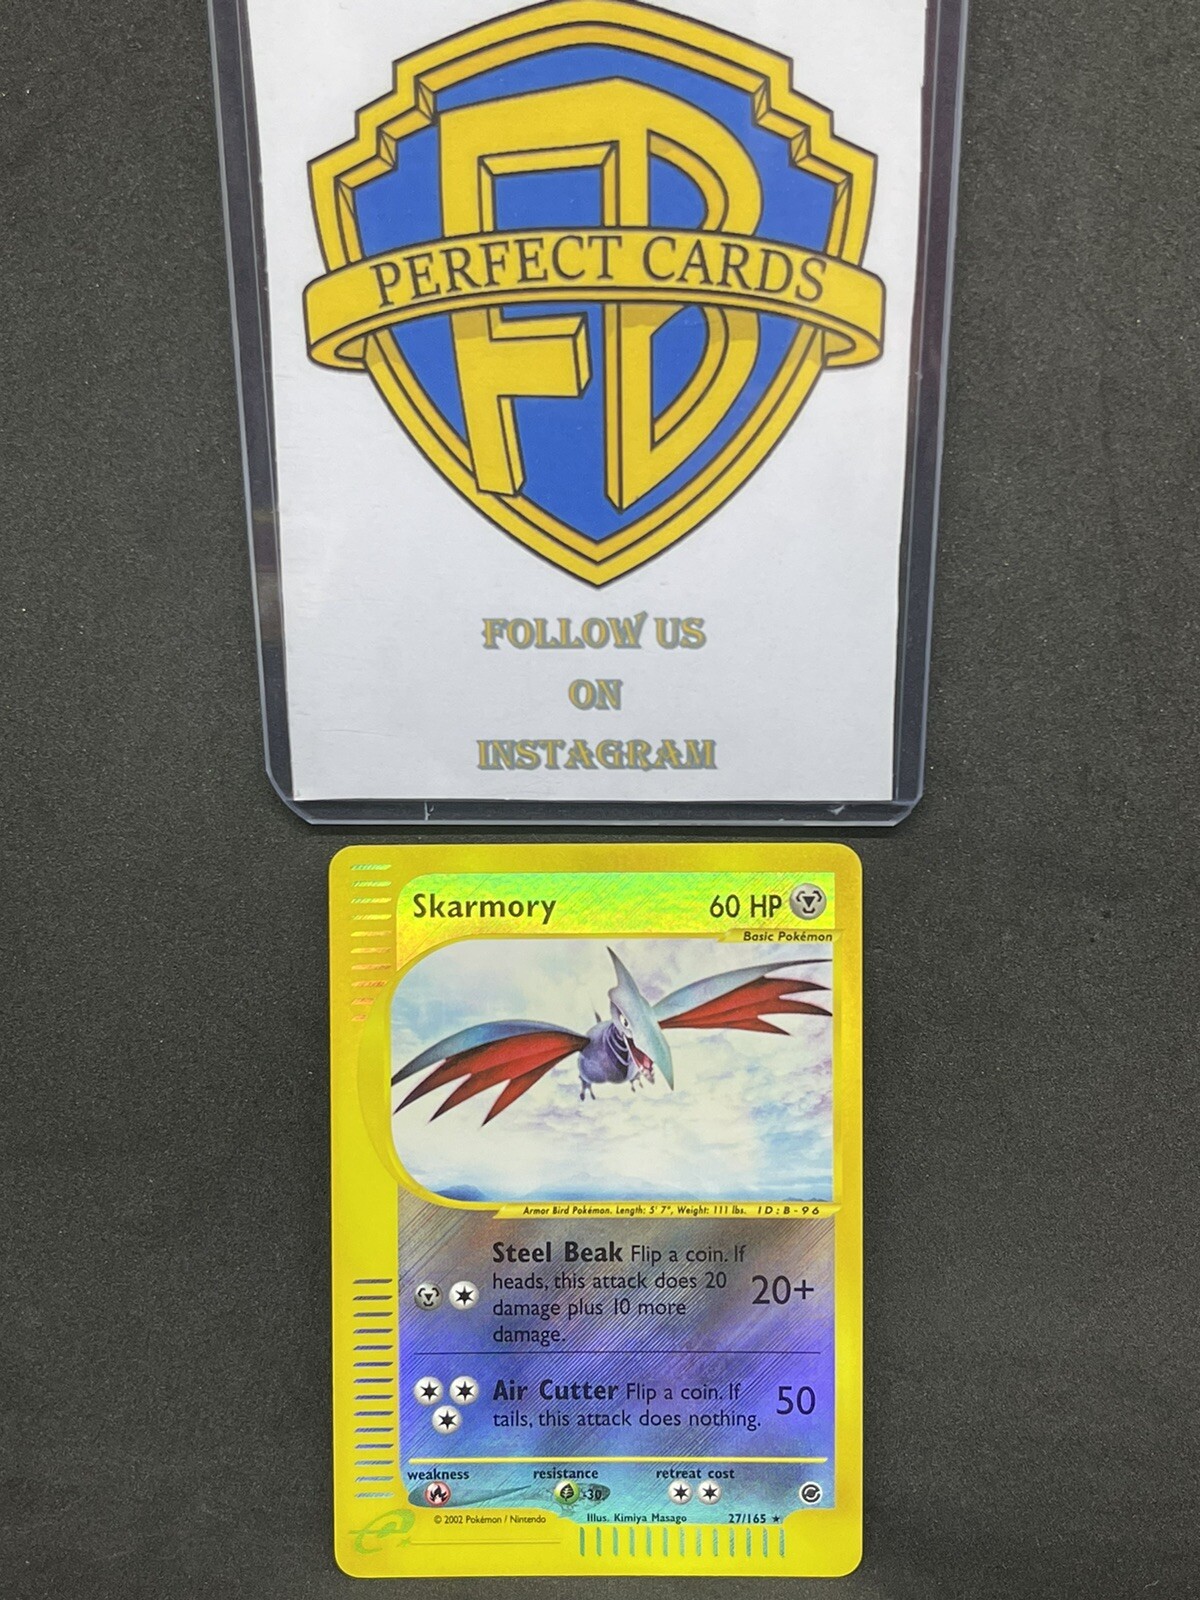 FB
PERFECT CARDS
FOLLOW US
ON
INSTAGRAM
Skarmory 60 HP
Basic Pokémon
Armor Bird Pokémon. Length: 5' 7", Weight: 111 lbs. ID:B-96
Steel Beak Flip a coin. If
heads, this attack does 20
damage plus 10 more
damage.
20+
Air Cutter Flip a coin. If
tails, this attack does nothing.
50
weakness resistance retreat cost
-30
© 2002 Pokémon / Nintendo Illus. Kimiya Masago 27/165 ★
e